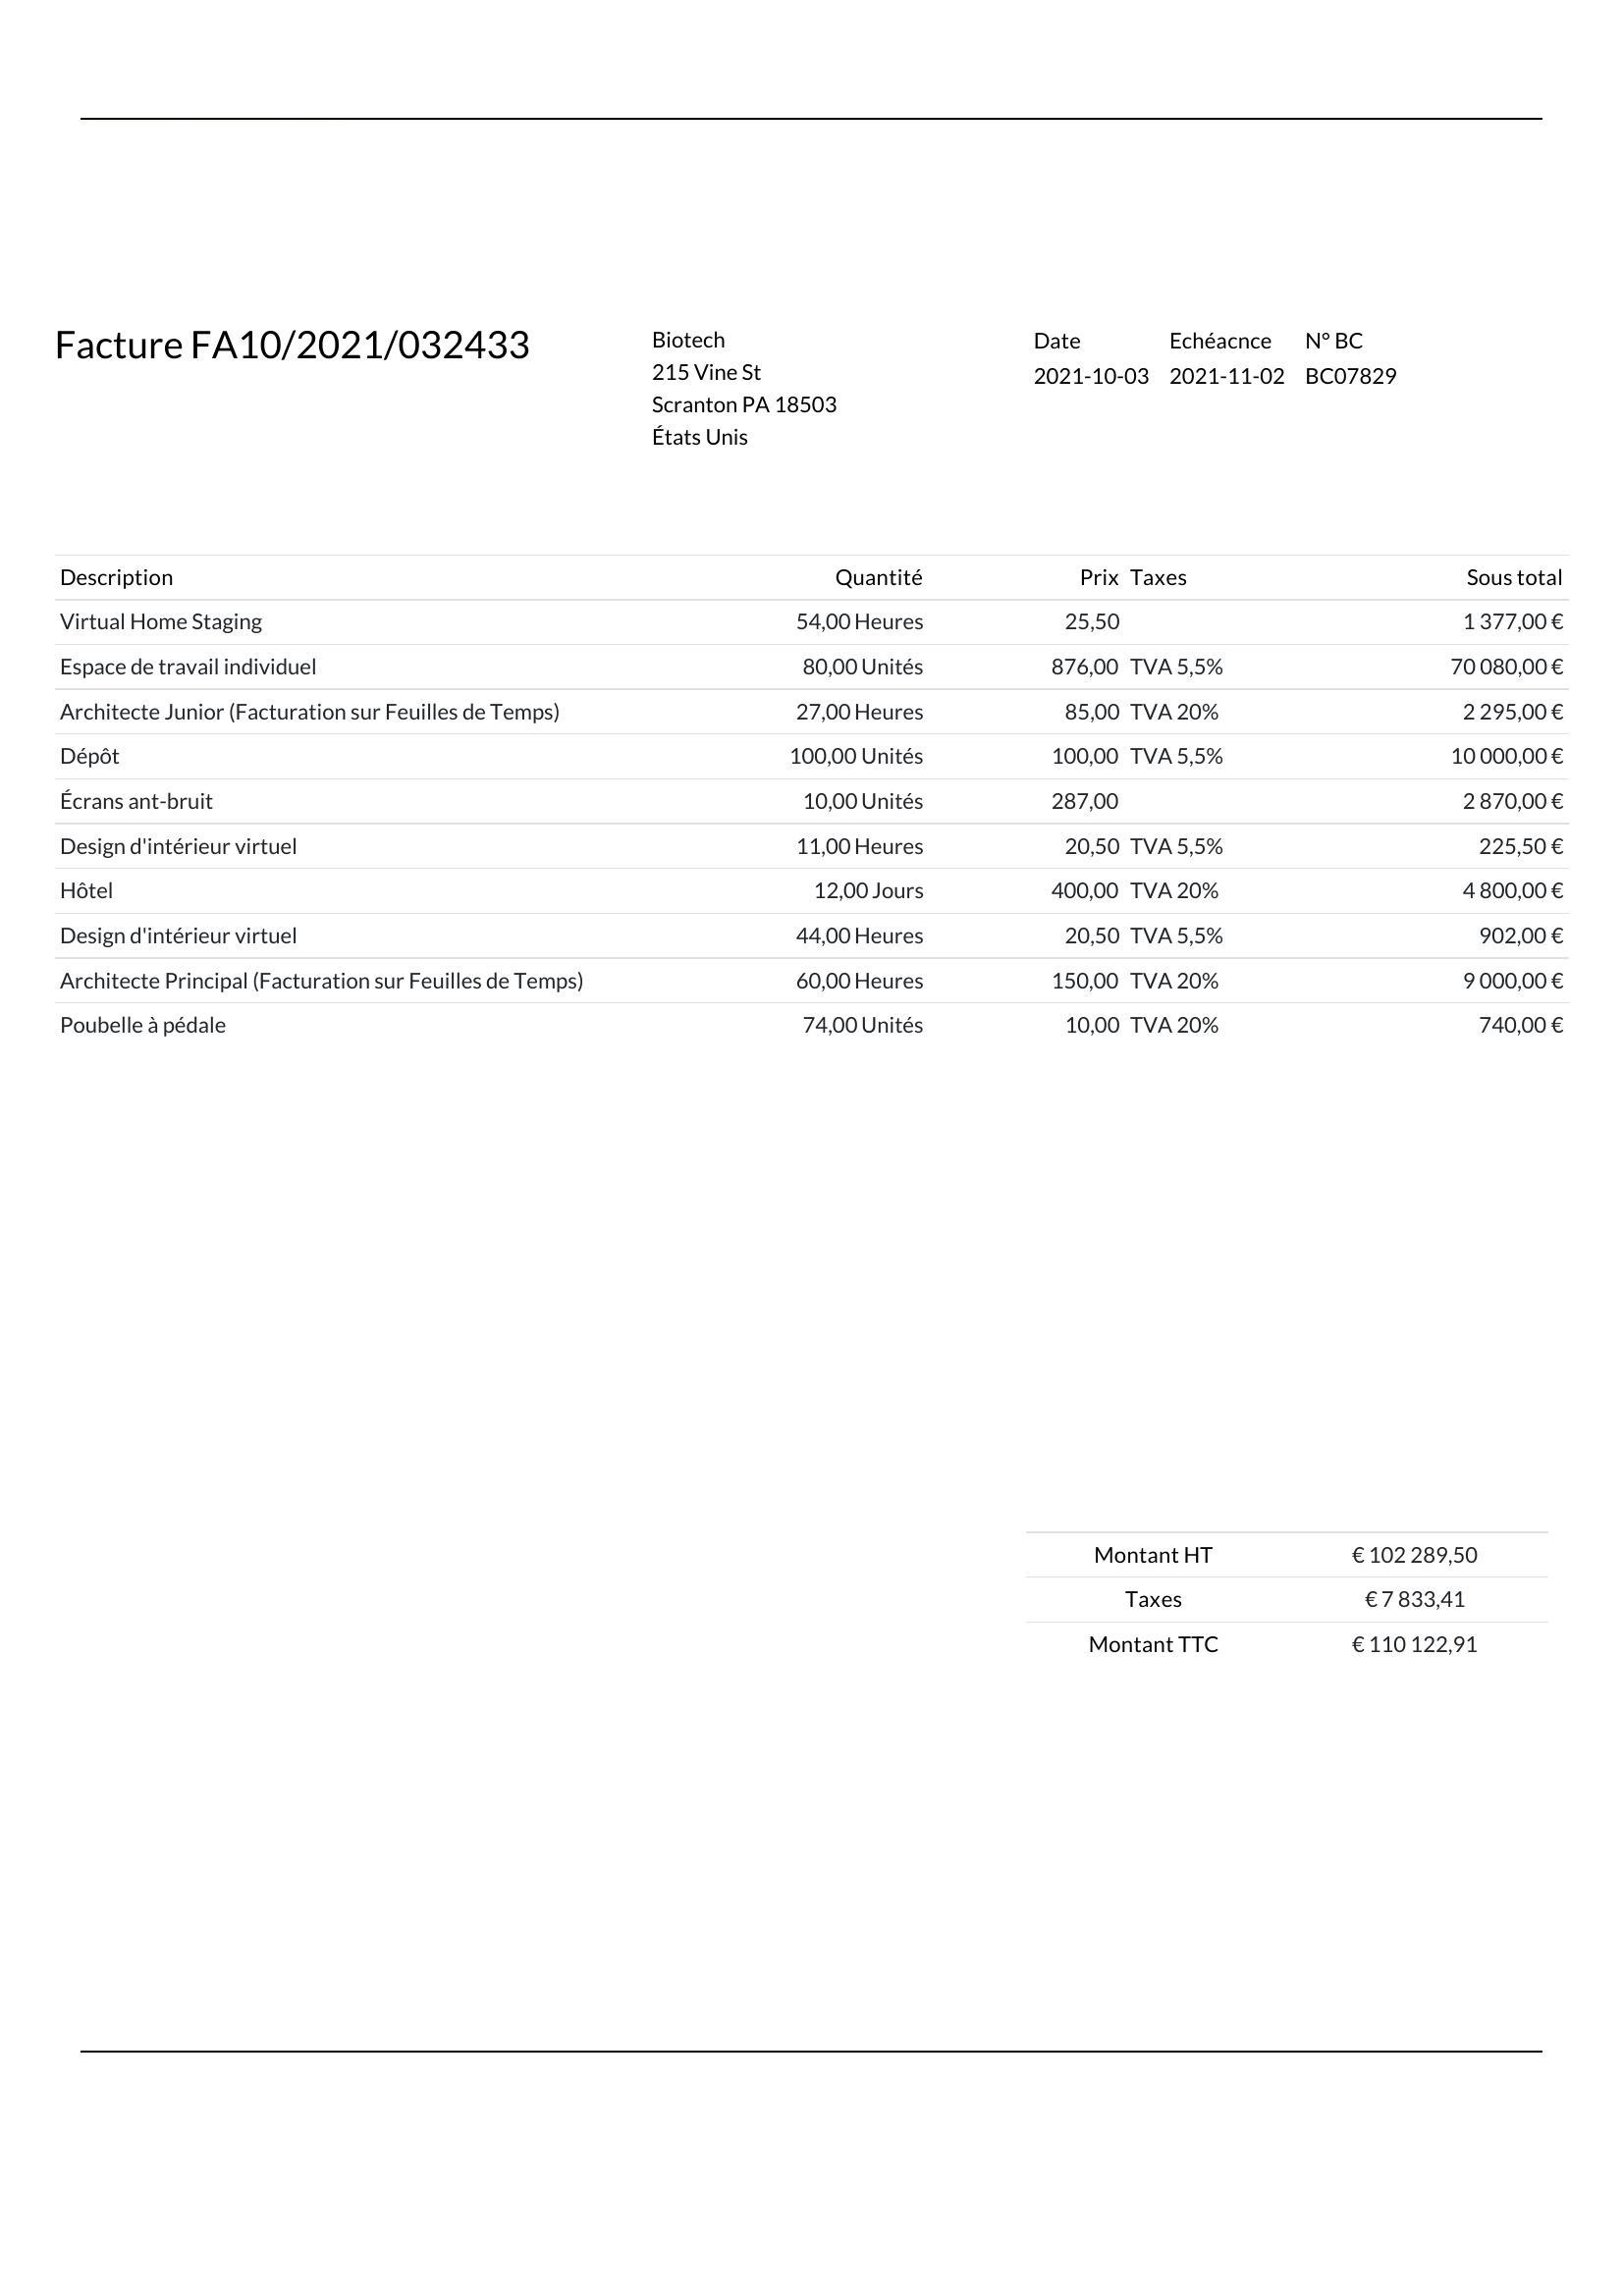 Facture FA10/2021/032433
Biotech
215 Vine St
Scranton PA 18503
États Unis
Date Echéacnce N° BC
2021-10-03 2021-11-02 BC07829
Description Quantité Prix Taxes Sous total
Virtual Home Staging 54,00 Heures 25,50 1 377,00 €
Espace de travail individuel 80,00 Unités 876,00 TVA 5,5% 70 080,00 €
Architecte Junior (Facturation sur Feuilles de Temps) 27,00 Heures 85,00 TVA 20% 2 295,00 €
Dépôt 100,00 Unités 100,00 TVA 5,5% 10 000,00 €
Écrans ant-bruit 10,00 Unités 287,00 2 870,00 €
Design d'intérieur virtuel 11,00 Heures 20,50 TVA 5,5% 225,50 €
Hôtel 12,00 Jours 400,00 TVA 20% 4 800,00 €
Design d'intérieur virtuel 44,00 Heures 20,50 TVA 5,5% 902,00 €
Architecte Principal (Facturation sur Feuilles de Temps) 60,00 Heures 150,00 TVA 20% 9 000,00 €
Poubelle à pédale 74,00 Unités 10,00 TVA 20% 740,00 €
Montant HT € 102 289,50
Taxes € 7 833,41
Montant TTC € 110 122,91